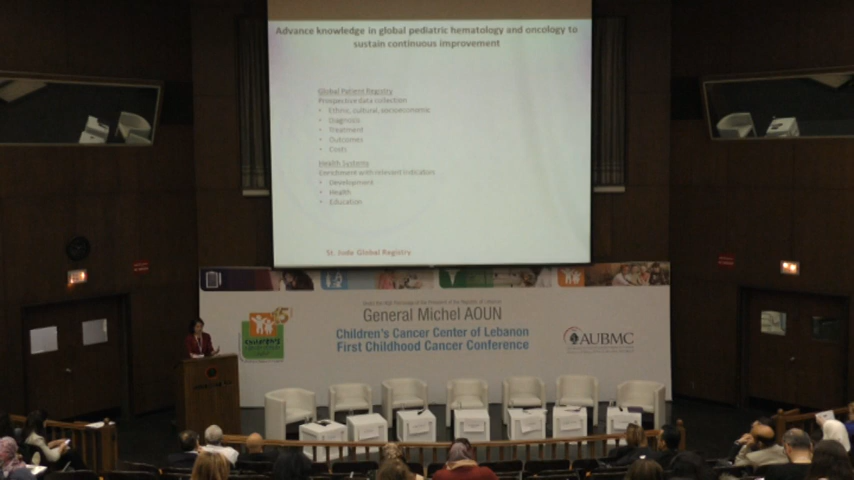 Advance knowledge in global pediatric hematology and oncology to
sustain continuous improvement
Global Patient Registry
Prospective data collection
• Ethnic, cultural, socioeconomic
• Diagnosis
• Treatment
• Outcomes
• Costs
Health Systems
Enrichment with relevant indicators
• Development
• Health
• Education
St. Jude Global Registry
General Michel AOUN
Children's Cancer Center of Lebanon
First Childhood Cancer Conference
AUBMC
CHILDREN'S
15